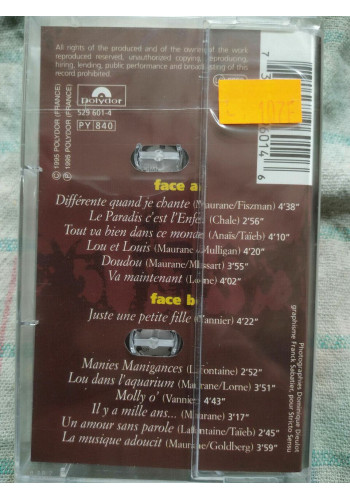 All rights of the produced and of the owner of the work
reproduced reserved, unauthorized copying, reproducing,
hiring, lending, public performance and broadcasting of this
record prohibited.
Polydor
529 601-4
PY 840
℗ 1995 POLYDOR (FRANCE)
© 1995 POLYDOR (FRANCE)
7
6014 6
face a
Différente quand je chante (Maurane/Fiszman) 4'38"
Le Paradis c'est l'Enfer (Chale) 2'56"
Tout va bien dans ce monde (Anaïs/Taïeb) 4'10"
Lou et Louis (Maurane/Mulligan) 4'20"
Doudou (Maurane/Missart) 3'55"
Va maintenant 4'02"
face b
Juste une petite fille (Vannier) 4'22"
Manies Manigances (Lafontaine) 2'52"
Lou dans l'aquarium (Maurane/Lorne) 3'51"
Molly o' (Vannier) 4'43"
Il y a mille ans... (Maurane) 3'17"
Un amour sans parole (Lafontaine/Taïeb) 2'45"
La musique adoucit (Maurane/Goldberg) 3'59"
Photographies Dominique Dieulot
graphisme Franck Sabatier, pour Stricto Sensu